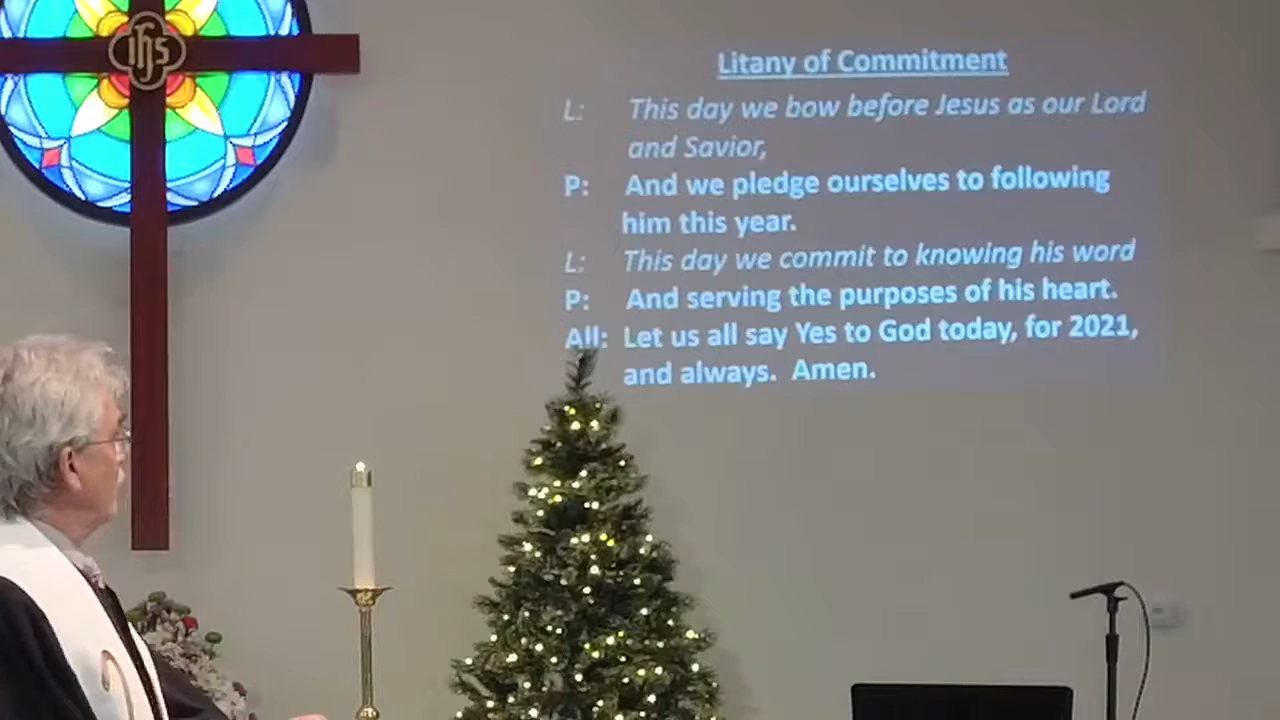 ihs
Litany of Commitment
L: This day we bow before Jesus as our Lord
and Savior,
P: And we pledge ourselves to following
him this year.
L: This day we commit to knowing his word
P: And serving the purposes of his heart.
All: Let us all say Yes to God today, for 2021,
and always. Amen.